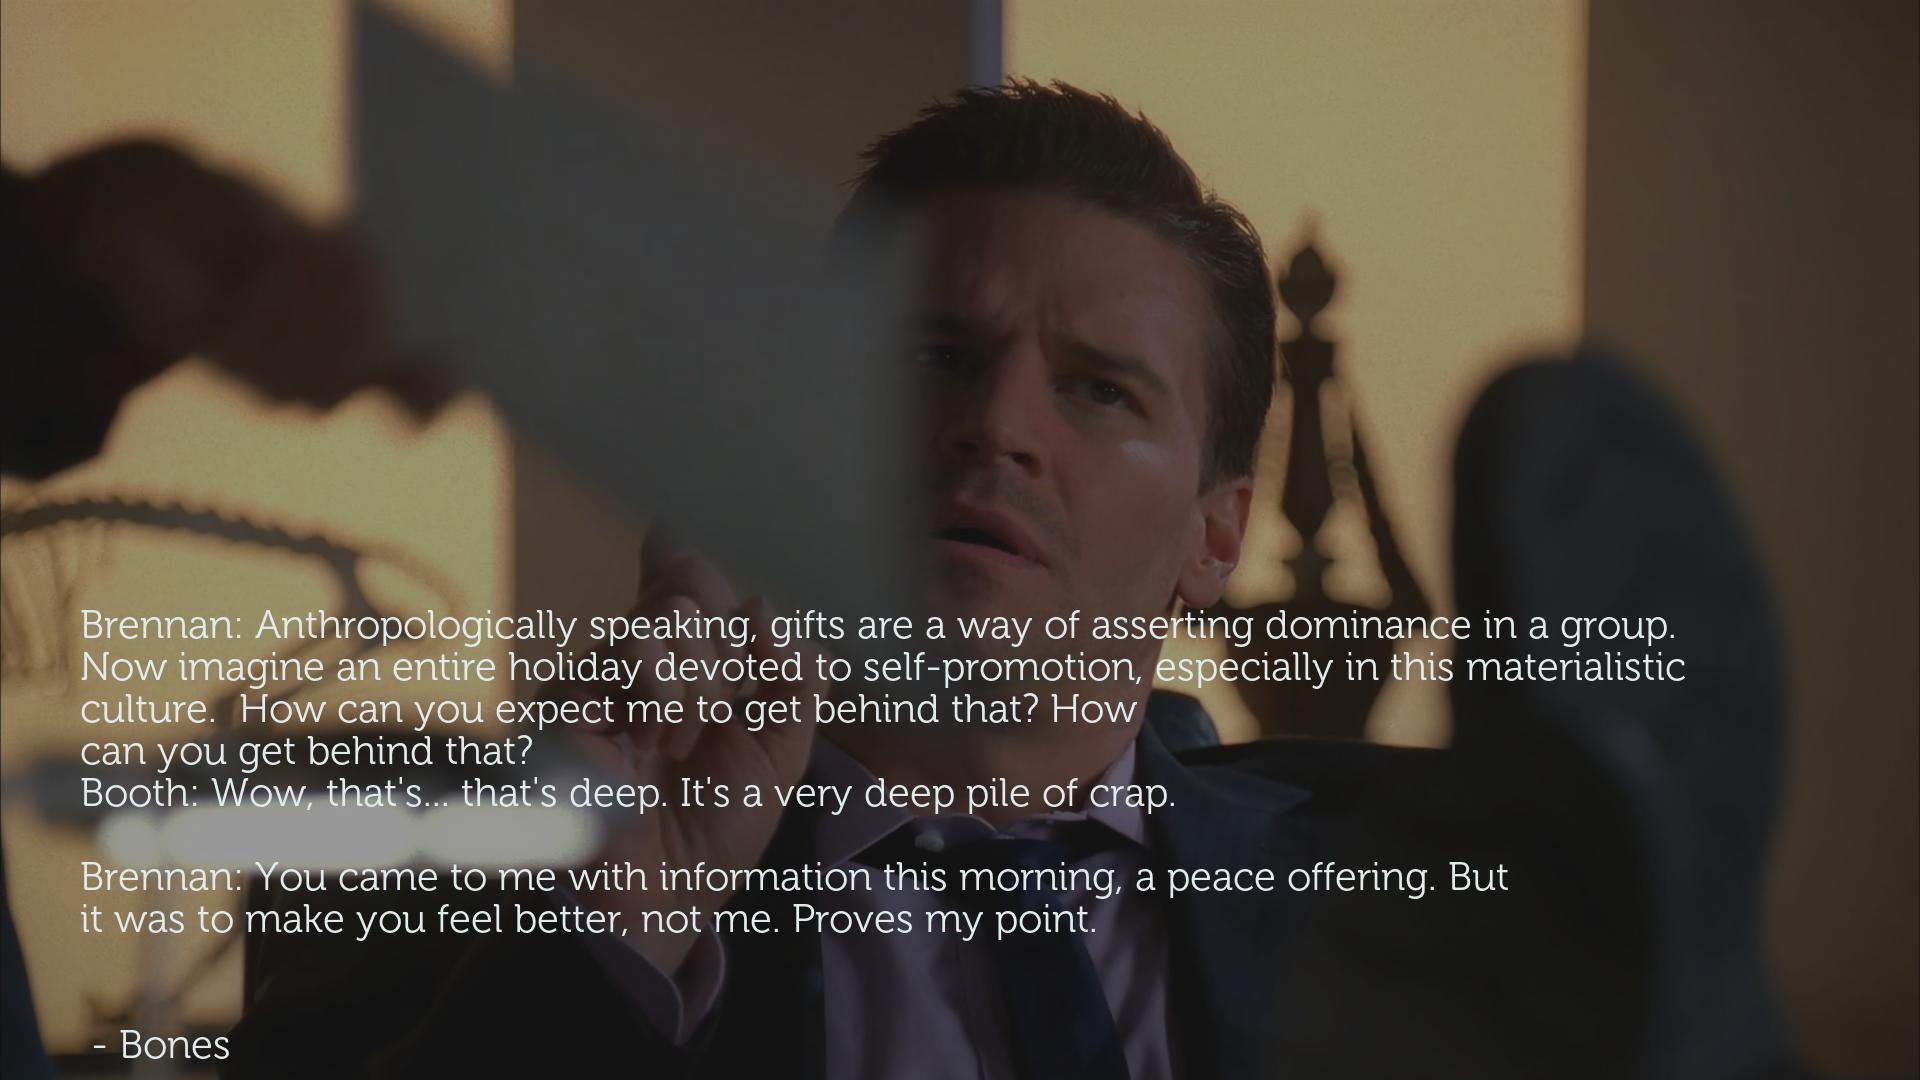 Brennan: Anthropologically speaking, gifts are a way of asserting dominance in a group.
Now imagine an entire holiday devoted to self-promotion, especially in this materialistic
culture.  How can you expect me to get behind that? How
can you get behind that?
Booth: Wow, that's... that's deep. It's a very deep pile of crap.
Brennan: You came to me with information this morning, a peace offering. But
it was to make you feel better, not me. Proves my point.
- Bones